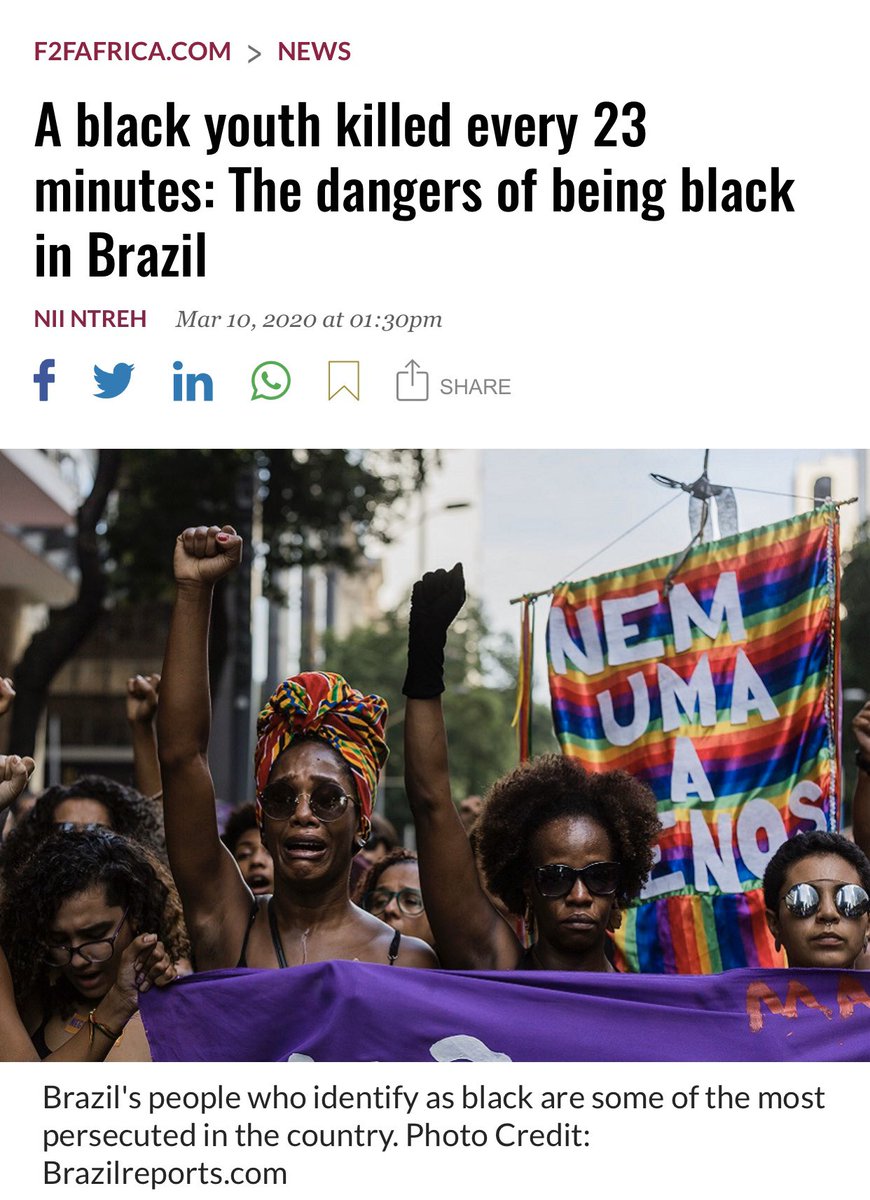 F2FAFRICA.COM > NEWS
A black youth killed every 23
minutes: The dangers of being black
in Brazil
NII NTREH Mar 10, 2020 at 01:30pm
SHARE
NEM
UMA
A
ENOS
MA
Brazil's people who identify as black are some of the most
persecuted in the country. Photo Credit:
Brazilreports.com